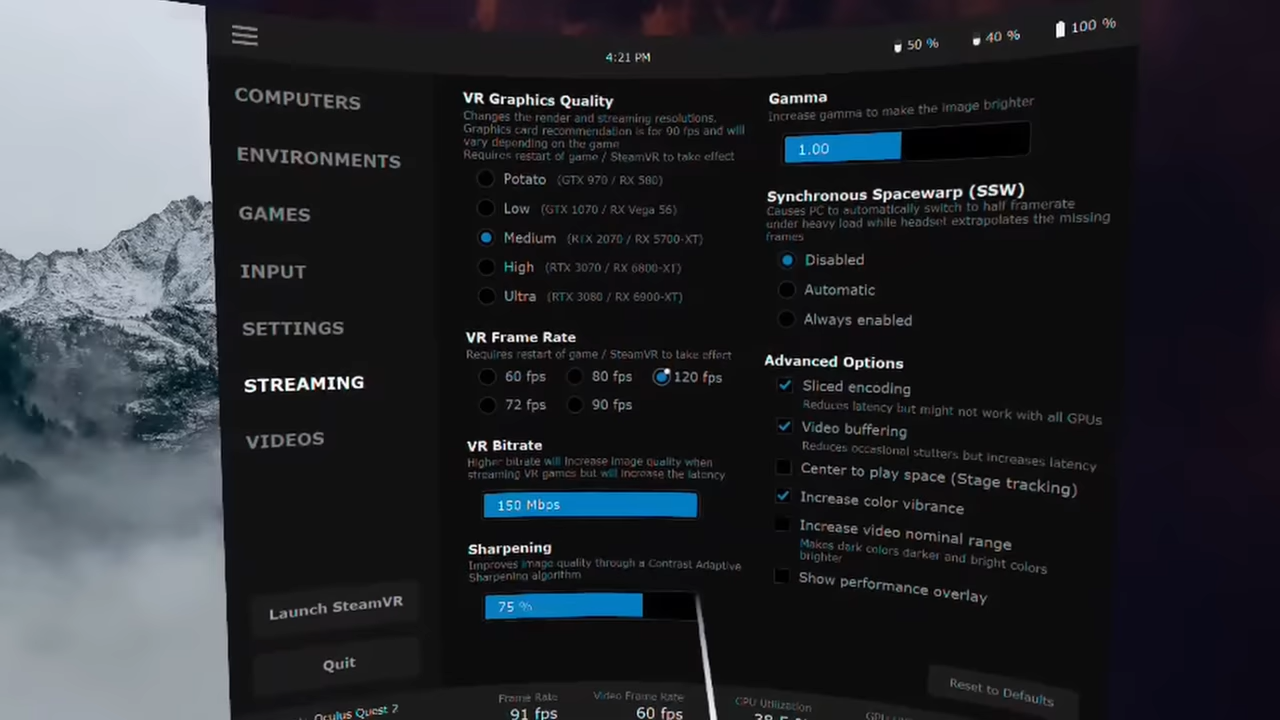 4:21 PM
50 %
40 %
100 %
COMPUTERS
ENVIRONMENTS
GAMES
INPUT
SETTINGS
STREAMING
VIDEOS
Launch SteamVR
Quit
VR Graphics Quality
Changes the render and streaming resolutions.
Graphics card recommendation is for 90 fps and will
vary depending on the game
Requires restart of game / SteamVR to take effect
Potato (GTX 970 / RX 580)
Low (GTX 1070 / RX Vega 56)
Medium (RTX 2070 / RX 5700-XT)
High (RTX 3070 / RX 6800-XT)
Ultra (RTX 3080 / RX 6900-XT)
VR Frame Rate
Requires restart of game / SteamVR to take effect
60 fps 80 fps 120 fps
72 fps 90 fps
VR Bitrate
Higher bitrate will increase image quality when
streaming VR games but will increase the latency
150 Mbps
Sharpening
Improves image quality through a Contrast Adaptive
Sharpening algorithm
75 %
Gamma
Increase gamma to make the image brighter
1.00
Synchronous Spacewarp (SSW)
Causes PC to automatically switch to half framerate
under heavy load while headset extrapolates the missing
frames
Disabled
Automatic
Always enabled
Advanced Options
Sliced encoding
Reduces latency but might not work with all GPUs
Video buffering
Reduces occasional stutters but increases latency
Center to play space (Stage tracking)
Increase color vibrance
Increase video nominal range
Makes dark colors darker and bright colors
brighter
Show performance overlay
Reset to Defaults
Oculus Quest 2
Frame Rate
91 fps
Video Frame Rate
60 fps
CPU Utilization